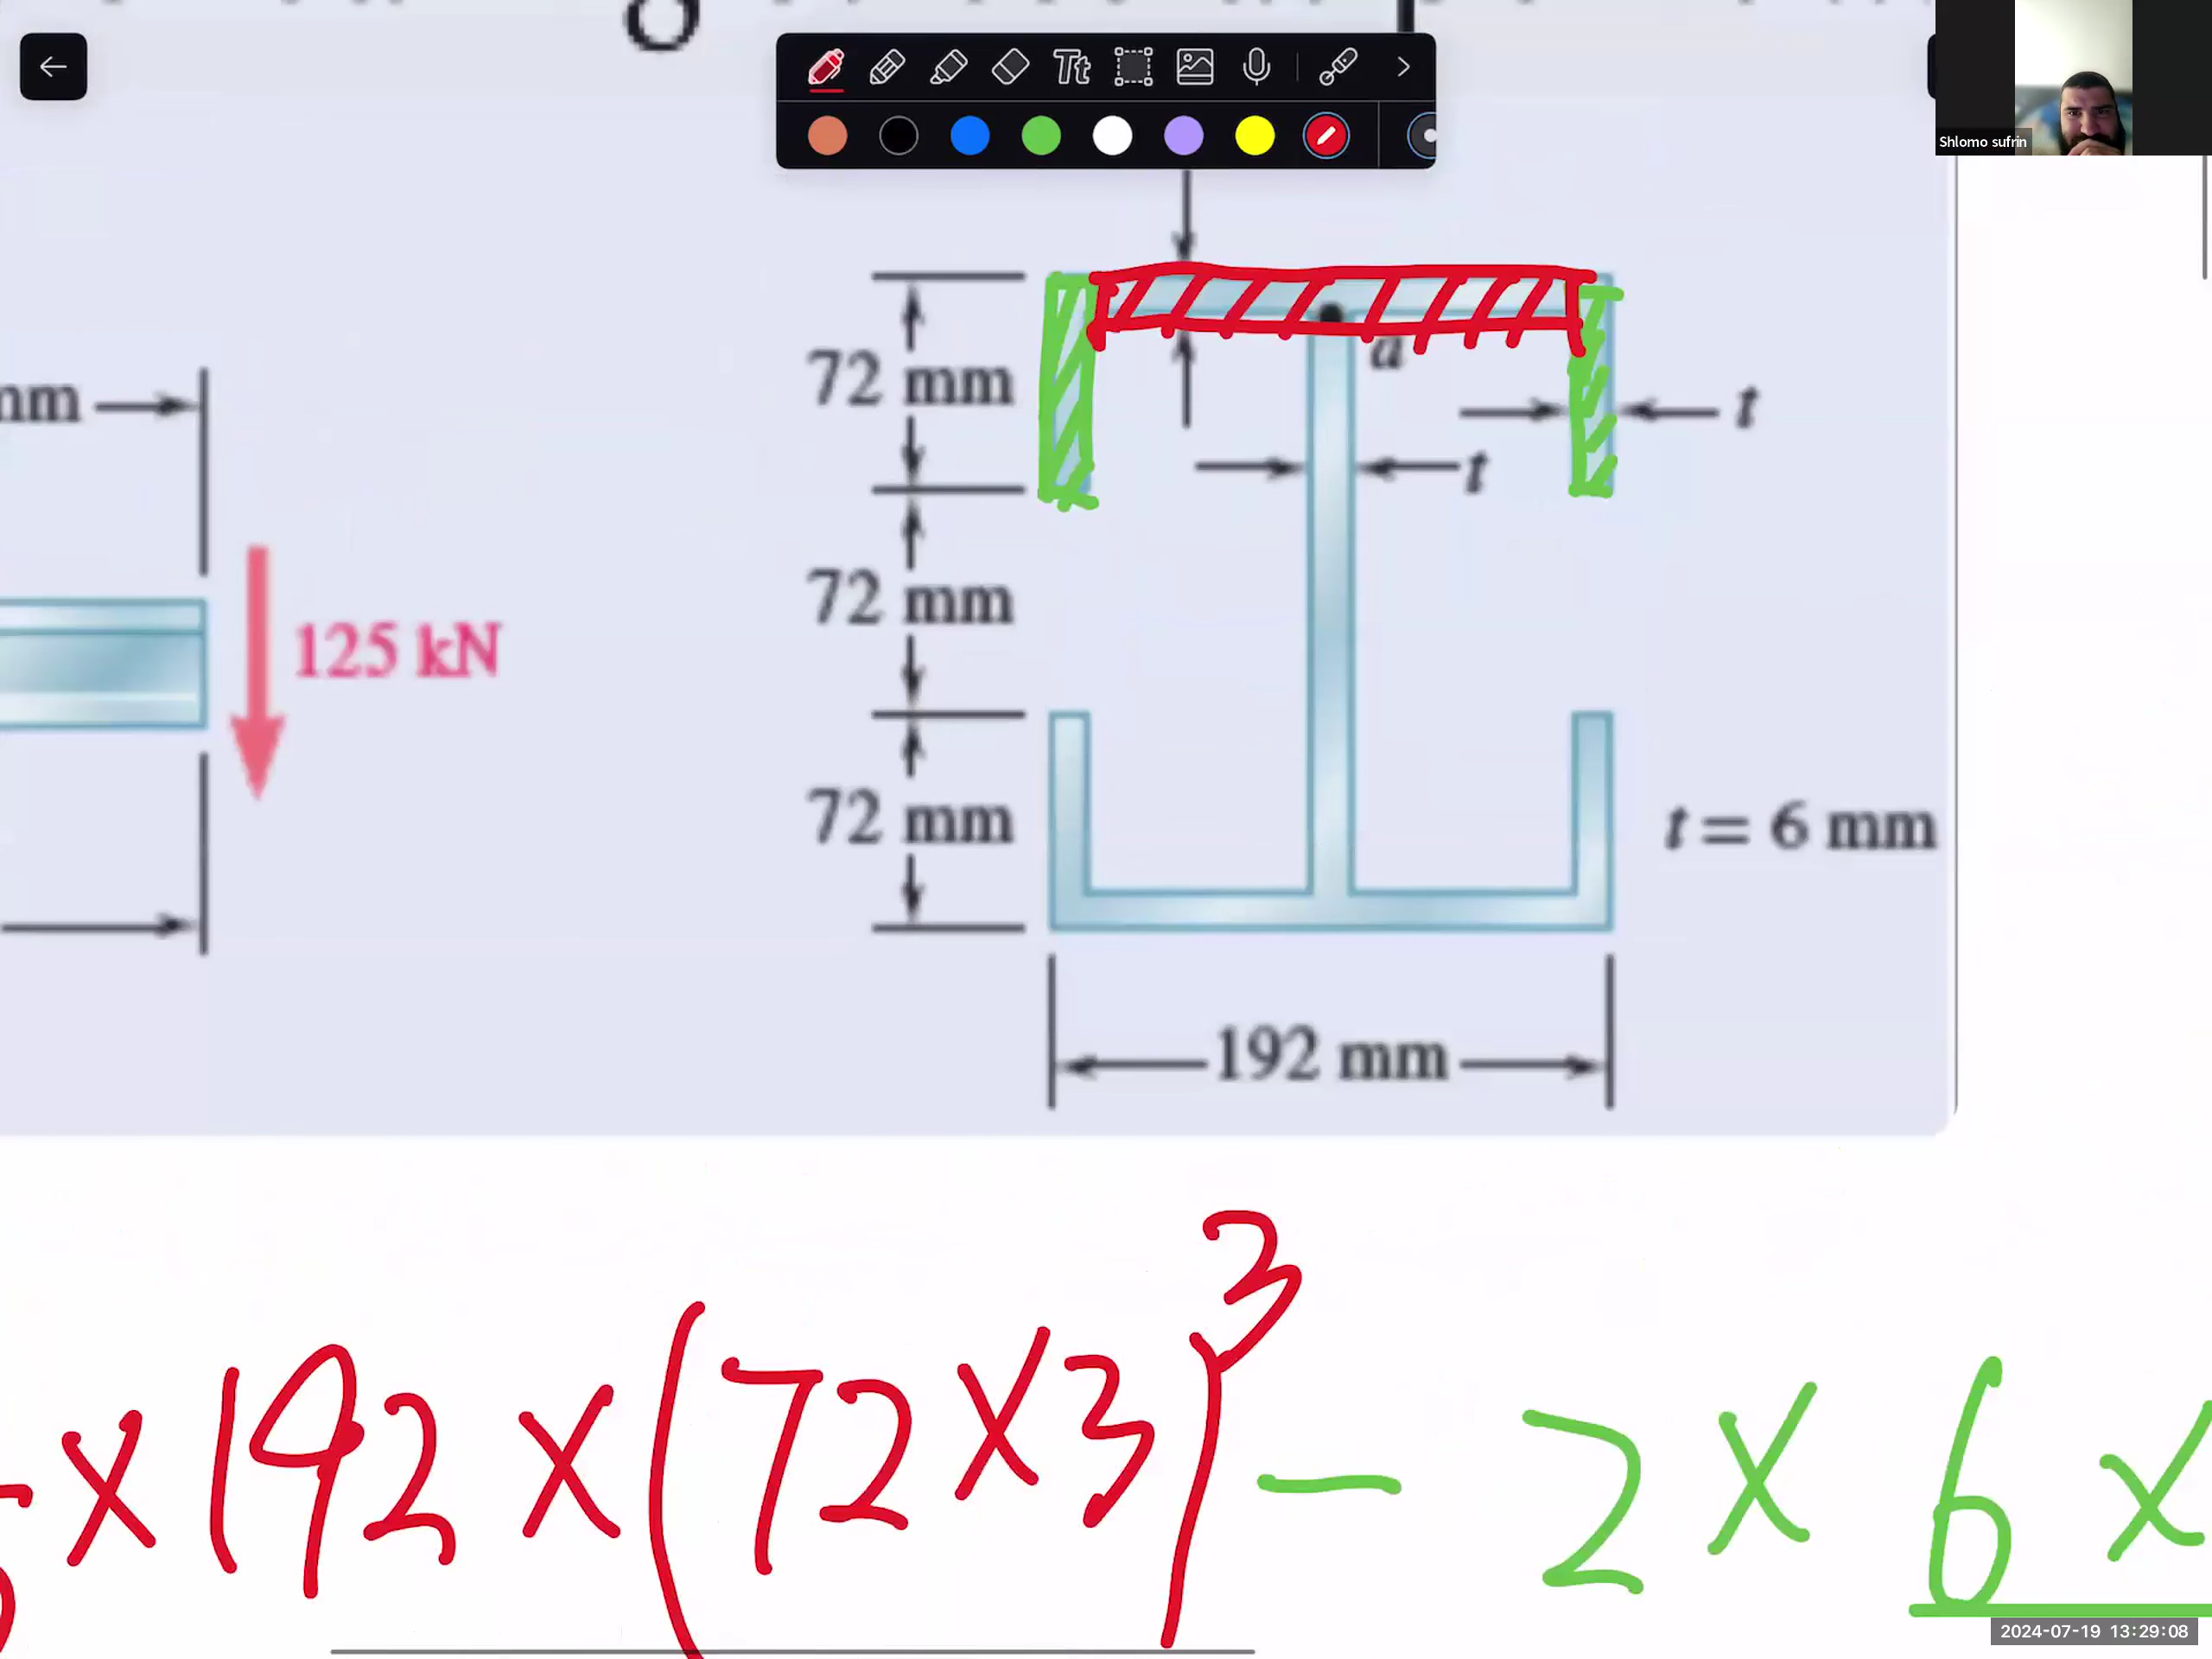 Tt
Shlomo sufrin
72 mm
a
t
mm
t
72 mm
125 kN
72 mm
t = 6 mm
192 mm
×192×(72×3)³ - 2×6×
2024-07-19 13:29:08